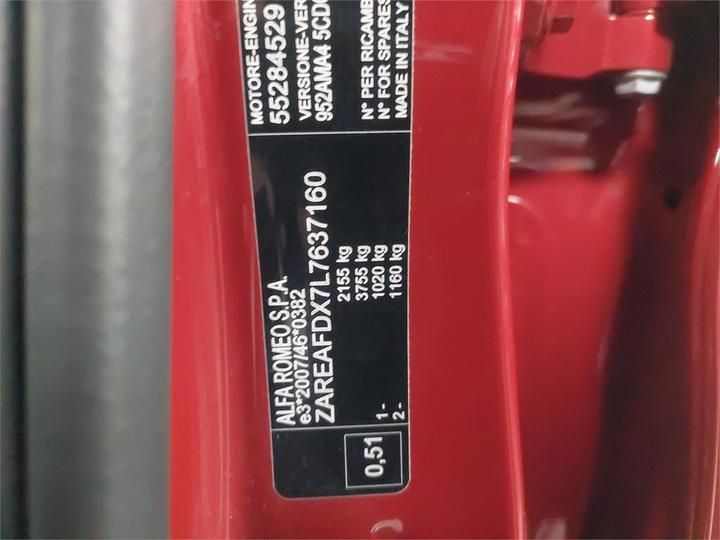 ALFA ROMEO S.P.A.
e3*2007/46*0382
ZAREAFDX7L7637160
2155 kg
3755 kg
1 - 1020 kg
2 - 1160 kg
0,51
MOTORE-ENGIN
55284529
VERSIONE-VER
952AMA4 5CD
N° PER RICAMB
N° FOR SPARES
MADE IN ITALY